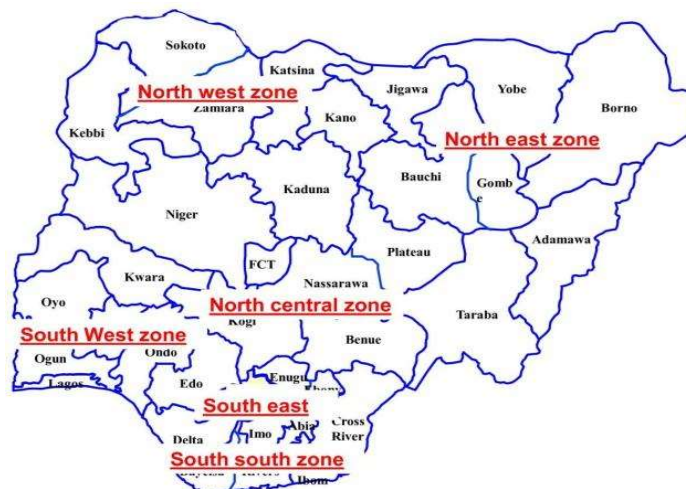 Sokoto
Katsina
Jigawa
Yobe
Borno
North west zone
Zamfara
Kano
Kebbi
North east zone
Bauchi
Gomb
e
Kaduna
Niger
Adamawa
FCT
Plateau
Kwara
Nassarawa
Oyo
Taraba
North central zone
Kogi
South West zone
Benue
Ogun
Ondo
Enugu
Lagos
Edo
South east
Abia
Cross
River
Imo
Delta
South south zone
Ibom